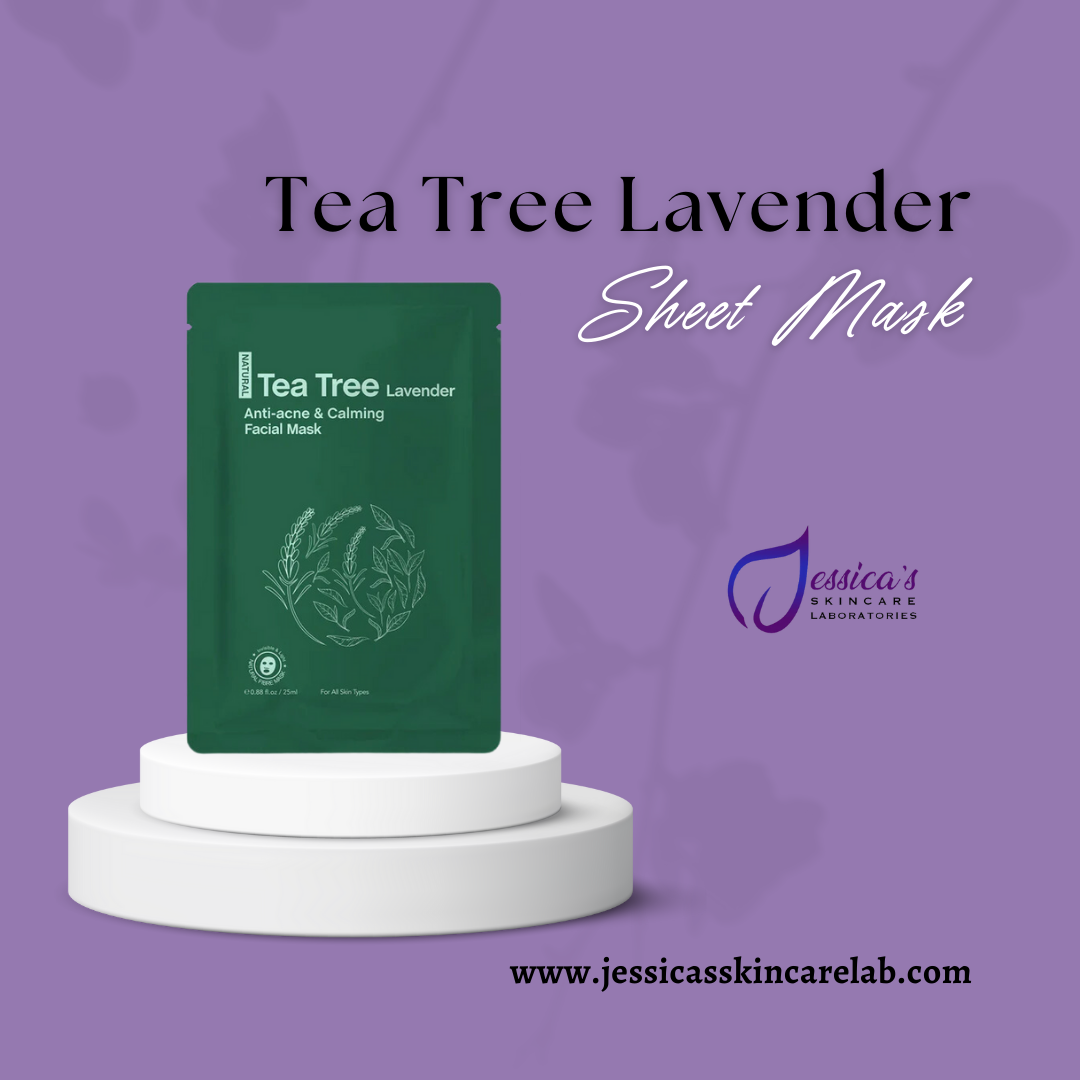 Tea Tree Lavender
Sheet Mask
NATURAL
Tea Tree Lavender
Anti-acne & Calming
Facial Mask
0.88 fl.oz / 25ml For All Skin Types
Jessica's
SKINCARE
LABORATORIES
www.jessicasskincarelab.com